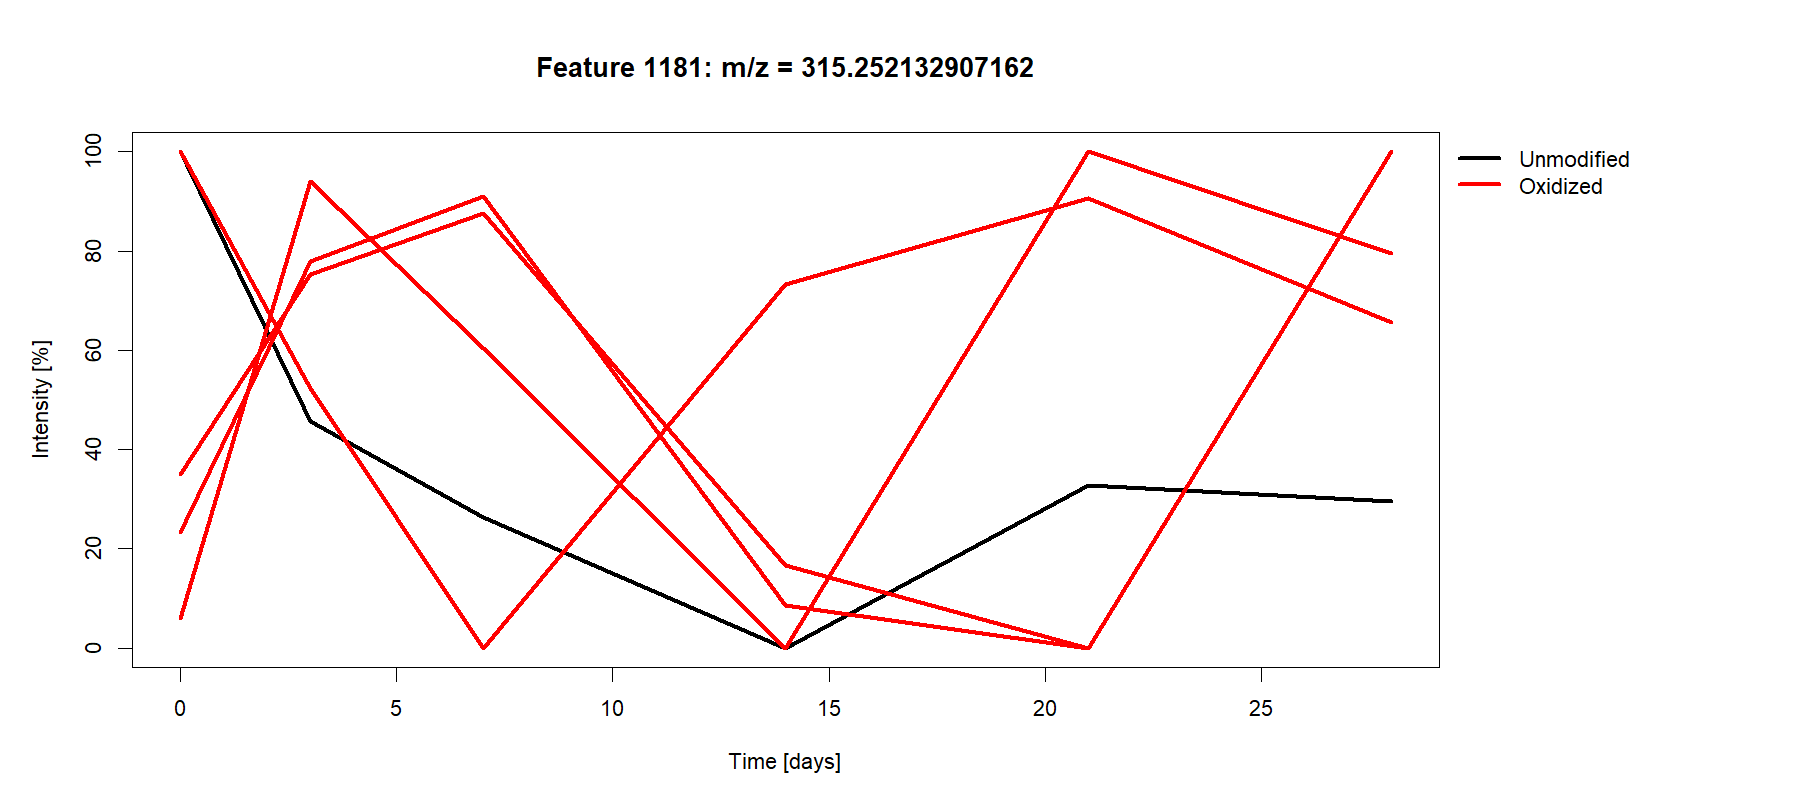 Feature 1181: m/z = 315.252132907162
Unmodified
Oxidized
Intensity [%]
100
80
60
40
20
0
0 5 10 15 20 25
Time [days]